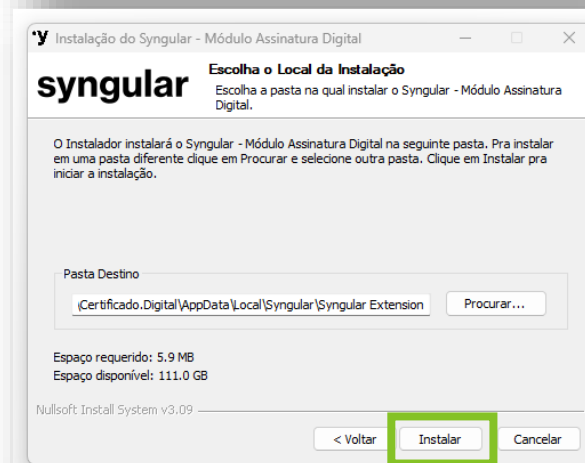 Instalação do Syngular - Módulo Assinatura Digital
syngular
Escolha o Local da Instalação
Escolha a pasta na qual instalar o Syngular - Módulo Assinatura
Digital.
O Instalador instalará o Syngular - Módulo Assinatura Digital na seguinte pasta. Pra instalar
em uma pasta diferente clique em Procurar e selecione outra pasta. Clique em Instalar pra
iniciar a instalação.
Pasta Destino
\Certificado.Digital\AppData\Local\Syngular\Syngular Extension
Procurar...
Espaço requerido: 5.9 MB
Espaço disponível: 111.0 GB
Nullsoft Install System v3.09
< Voltar
Instalar
Cancelar